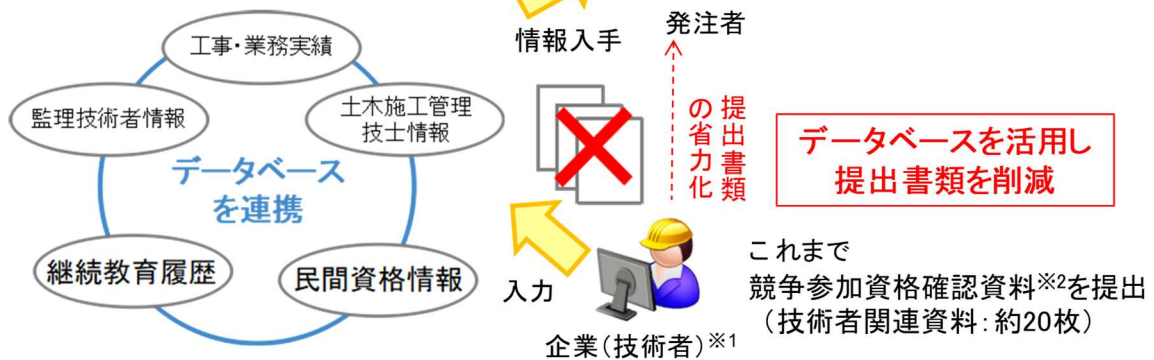 工事・業務実績
監理技術者情報
土木施工管理
技士情報
データベース
を連携
継続教育履歴
民間資格情報
情報入手
発注者
提出書類
の省力化
入力
企業(技術者)※1
データベースを活用し
提出書類を削減
これまで
競争参加資格確認資料※2を提出
(技術者関連資料:約20枚)